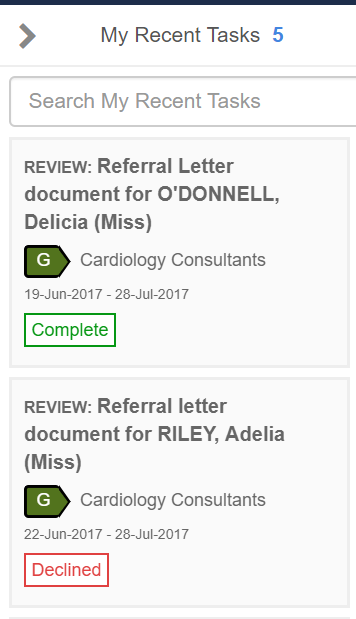 My Recent Tasks 5
Search My Recent Tasks
REVIEW: Referral Letter
document for O'DONNELL,
Delicia (Miss)
G Cardiology Consultants
19-Jun-2017 - 28-Jul-2017
Complete
REVIEW: Referral letter
document for RILEY, Adelia
(Miss)
G Cardiology Consultants
22-Jun-2017 - 28-Jul-2017
Declined